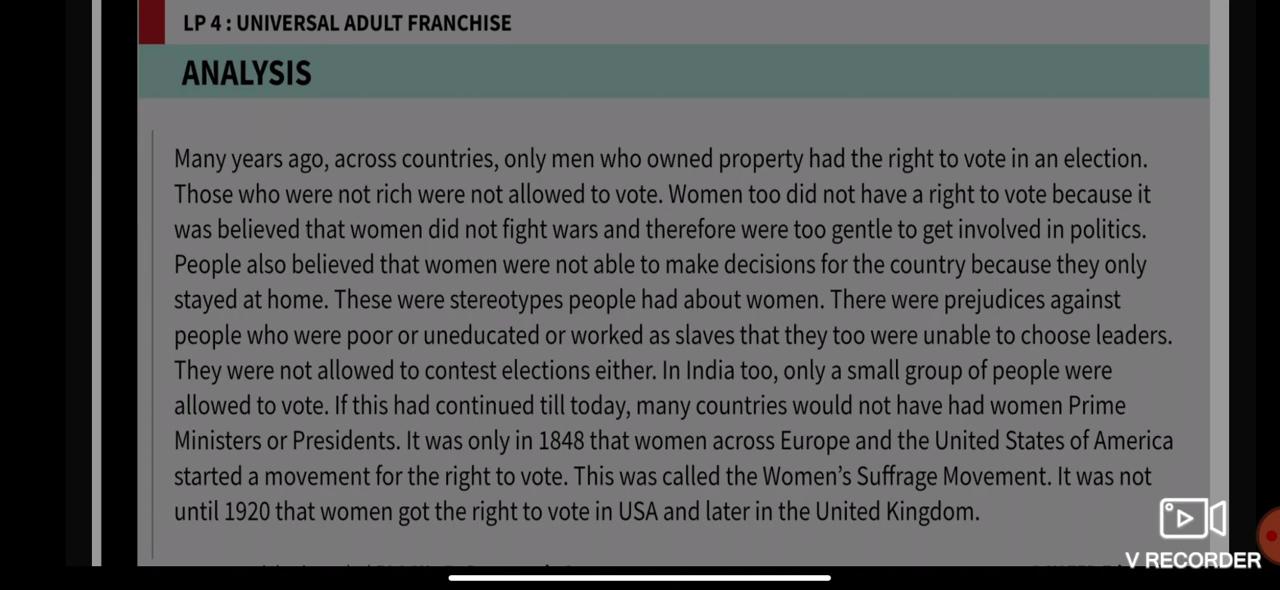 LP 4 : UNIVERSAL ADULT FRANCHISE
ANALYSIS
Many years ago, across countries, only men who owned property had the right to vote in an election.
Those who were not rich were not allowed to vote. Women too did not have a right to vote because it
was believed that women did not fight wars and therefore were too gentle to get involved in politics.
People also believed that women were not able to make decisions for the country because they only
stayed at home. These were stereotypes people had about women. There were prejudices against
people who were poor or uneducated or worked as slaves that they too were unable to choose leaders.
They were not allowed to contest elections either. In India too, only a small group of people were
allowed to vote. If this had continued till today, many countries would not have had women Prime
Ministers or Presidents. It was only in 1848 that women across Europe and the United States of America
started a movement for the right to vote. This was called the Women’s Suffrage Movement. It was not
until 1920 that women got the right to vote in USA and later in the United Kingdom.
V RECORDER